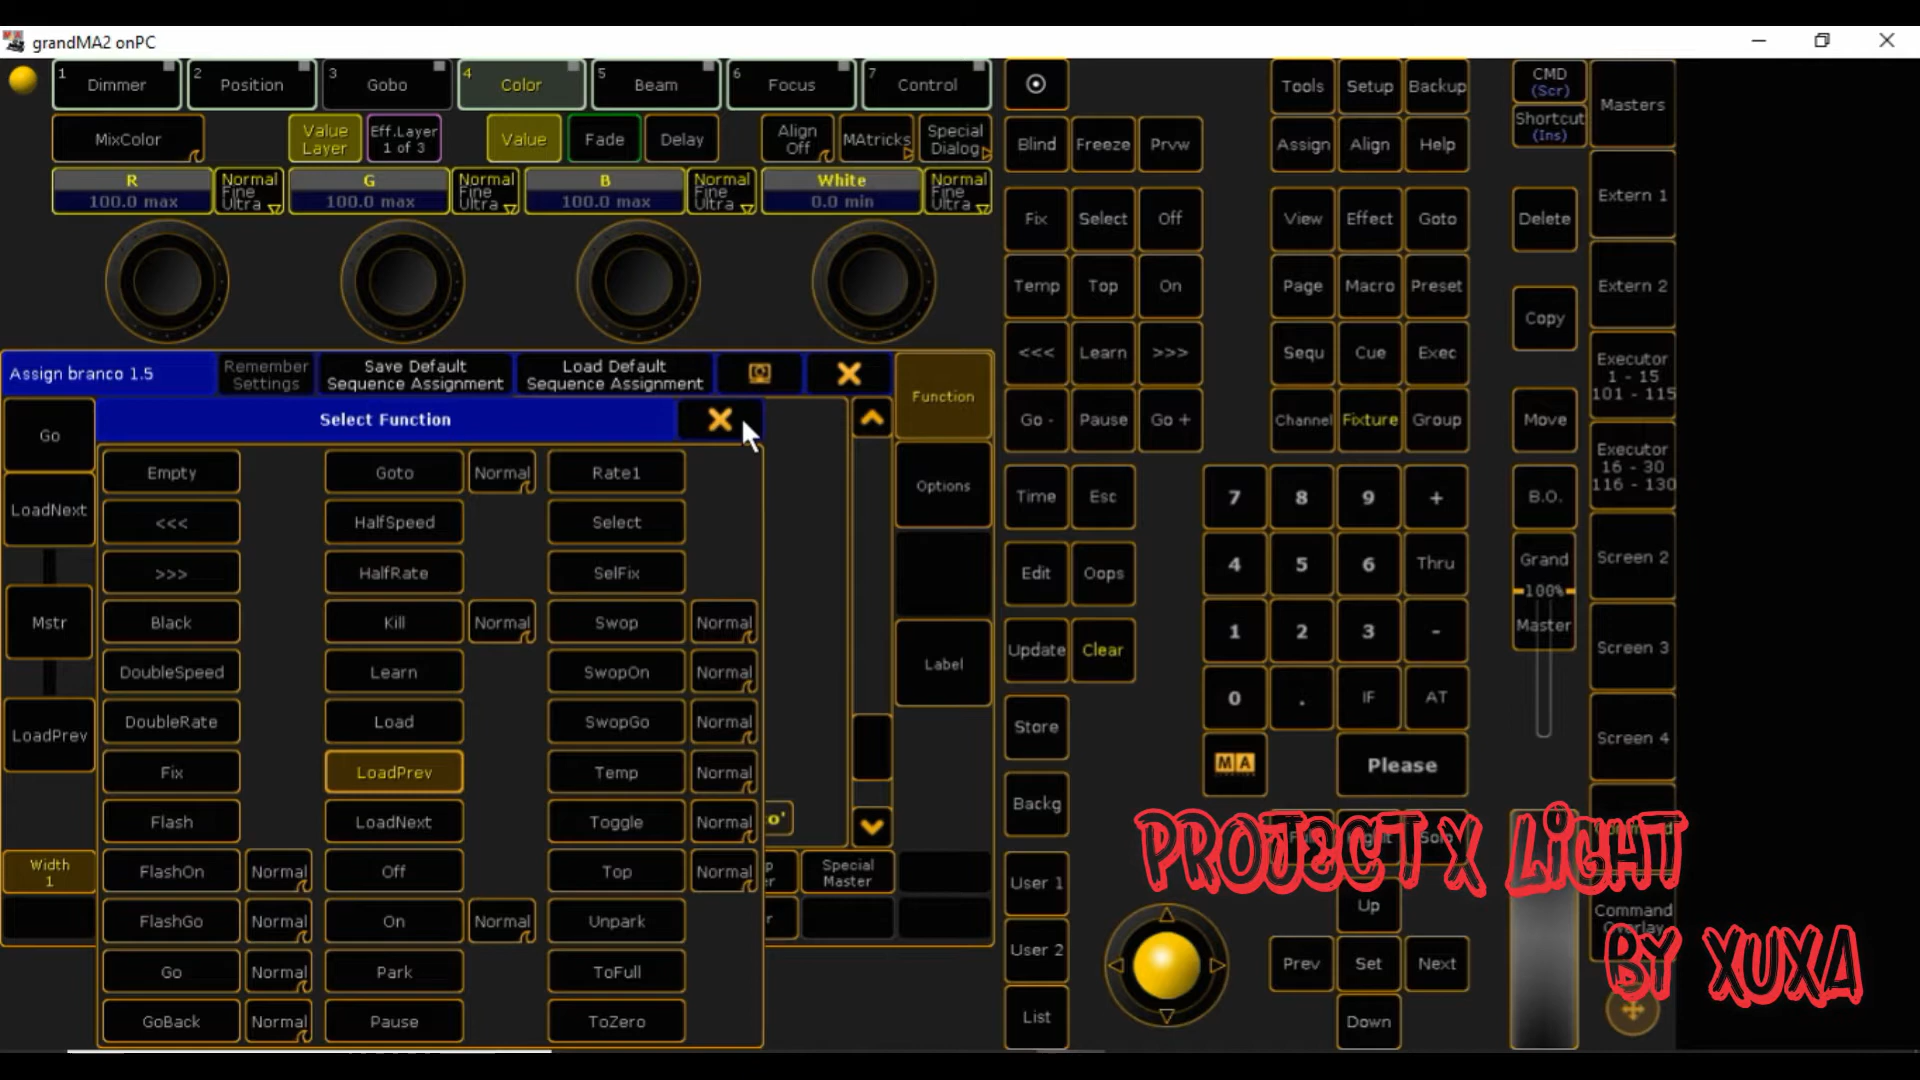 grandMA2 onPC
1 Dimmer 2 Position 3 Gobo 4 Color 5 Beam 6 Focus 7 Control
MixColor Value Layer Eff.Layer 1 of 3 Value Fade Delay Align Off MAtricks Special Dialog
R 100.0 max Normal Fine Ultra G 100.0 max Normal Fine Ultra B 100.0 max Normal Fine Ultra White 0.0 min Normal Fine Ultra
Assign branco 1.5 Remember Settings Save Default Sequence Assignment Load Default Sequence Assignment
Function
Options
Label
Go
LoadNext
Mstr
LoadPrev
Width 1
Select Function
Empty Goto Normal Rate1
<<< HalfSpeed Select
>>> HalfRate SelFix
Black Kill Normal Swop Normal
DoubleSpeed Learn SwopOn Normal
DoubleRate Load SwopGo Normal
Fix LoadPrev Temp Normal
Flash LoadNext Toggle Normal
FlashOn Normal Off Top Normal
FlashGo Normal On Normal Unpark
Go Normal Park ToFull
GoBack Normal Pause ToZero
o'
Special Master
Tools Setup Backup
Blind Freeze Prvw Assign Align Help
Fix Select Off View Effect Goto
Temp Top On Page Macro Preset
<<< Learn >>> Sequ Cue Exec
Go - Pause Go + Channel Fixture Group
Time Esc 7 8 9 +
Edit Oops 4 5 6 Thru
Update Clear 1 2 3 -
Store 0 . IF AT
MA Please
Backg
User 1
User 2
List
Up
Prev Set Next
Down
CMD (Scr)
Shortcut (Ins)
Delete
Copy
Move
B.O.
Grand 100% Master
Masters
Extern 1
Extern 2
Executor 1 - 15 101 - 115
Executor 16 - 30 116 - 130
Screen 2
Screen 3
Screen 4
Command Overlay
PROJECT X LIGHT
BY XUXA